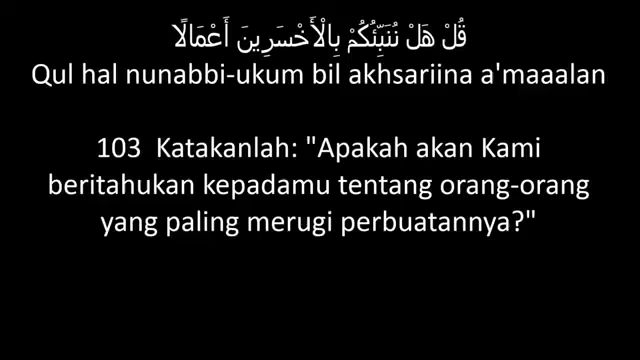 قُلْ هَلْ نُنَبِّئُكُمْ بِالْأَخْسَرِينَ أَعْمَالًا
Qul hal nunabbi-ukum bil akhsariina a'maaalan
103 Katakanlah: "Apakah akan Kami
beritahukan kepadamu tentang orang-orang
yang paling merugi perbuatannya?"